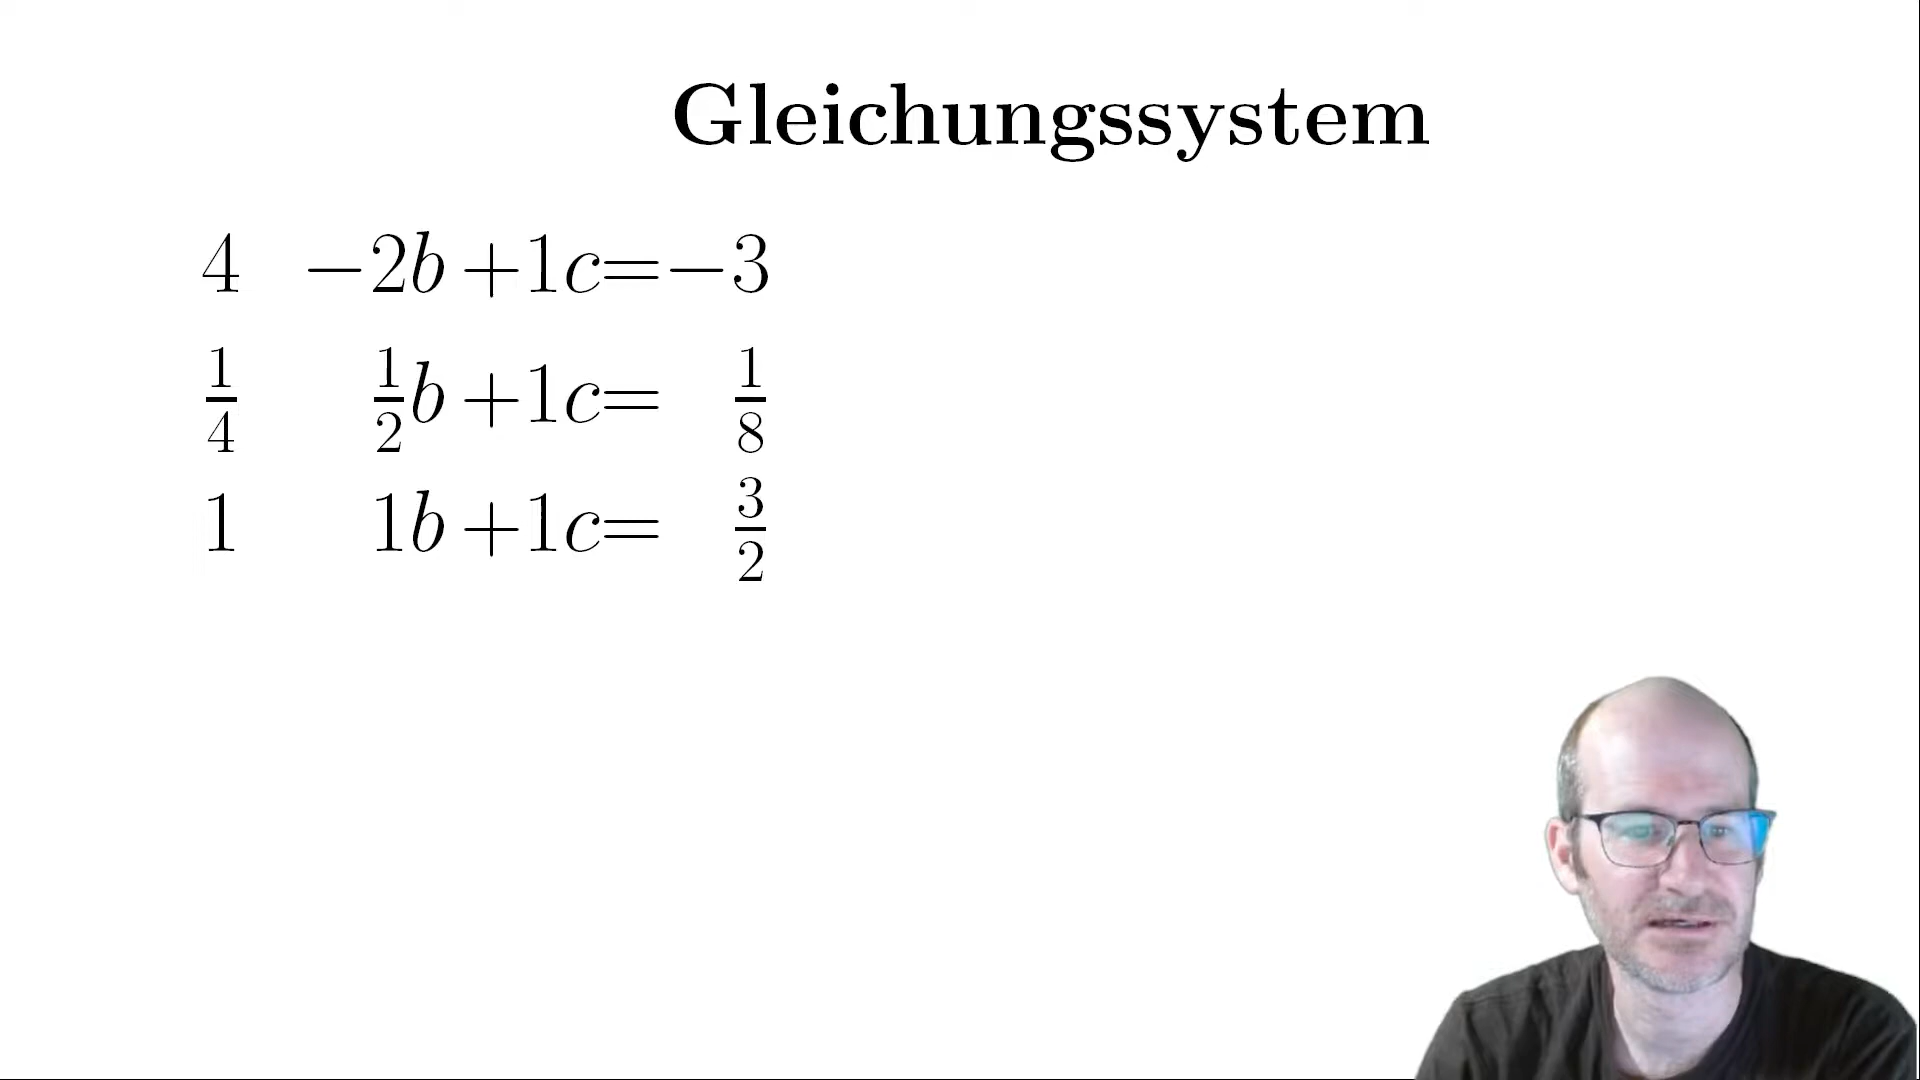 Gleichungssystem
4 −2b +1c=−3
1/4 1/2b +1c= 1/8
1 1b +1c= 3/2